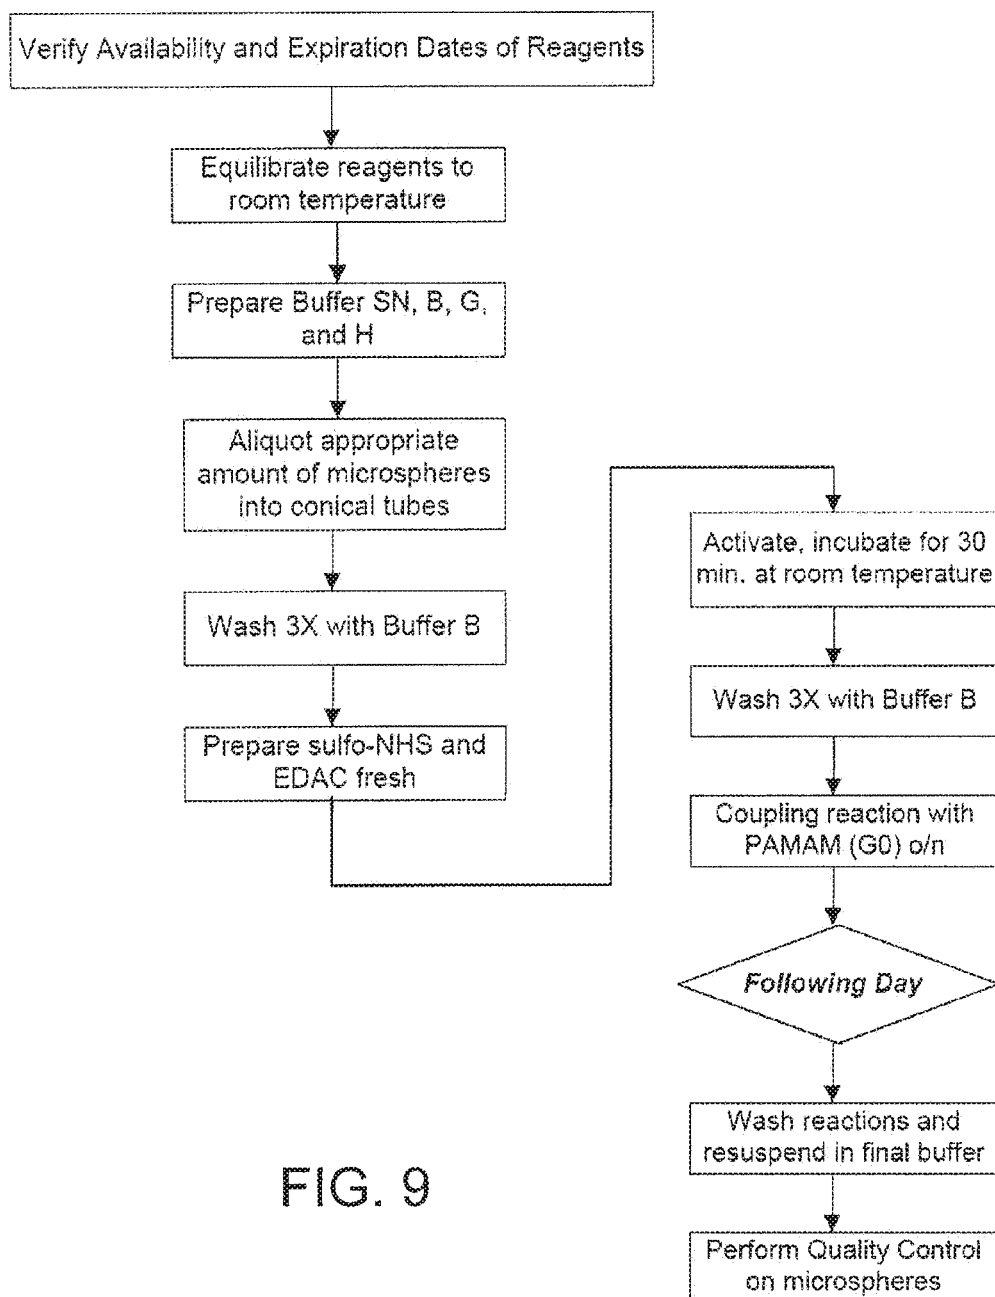 Verify Availability and Expiration Dates of Reagents
Equilibrate reagents to
room temperature
Prepare Buffer SN, B, G,
and H
Aliquot appropriate
amount of microspheres
into conical tubes
Wash 3X with Buffer B
Prepare sulfo-NHS and
EDAC fresh
Activate, incubate for 30
min. at room temperature
Wash 3X with Buffer B
Coupling reaction with
PAMAM (G0) o/n
Following Day
Wash reactions and
resuspend in final buffer
Perform Quality Control
on microspheres
FIG. 9